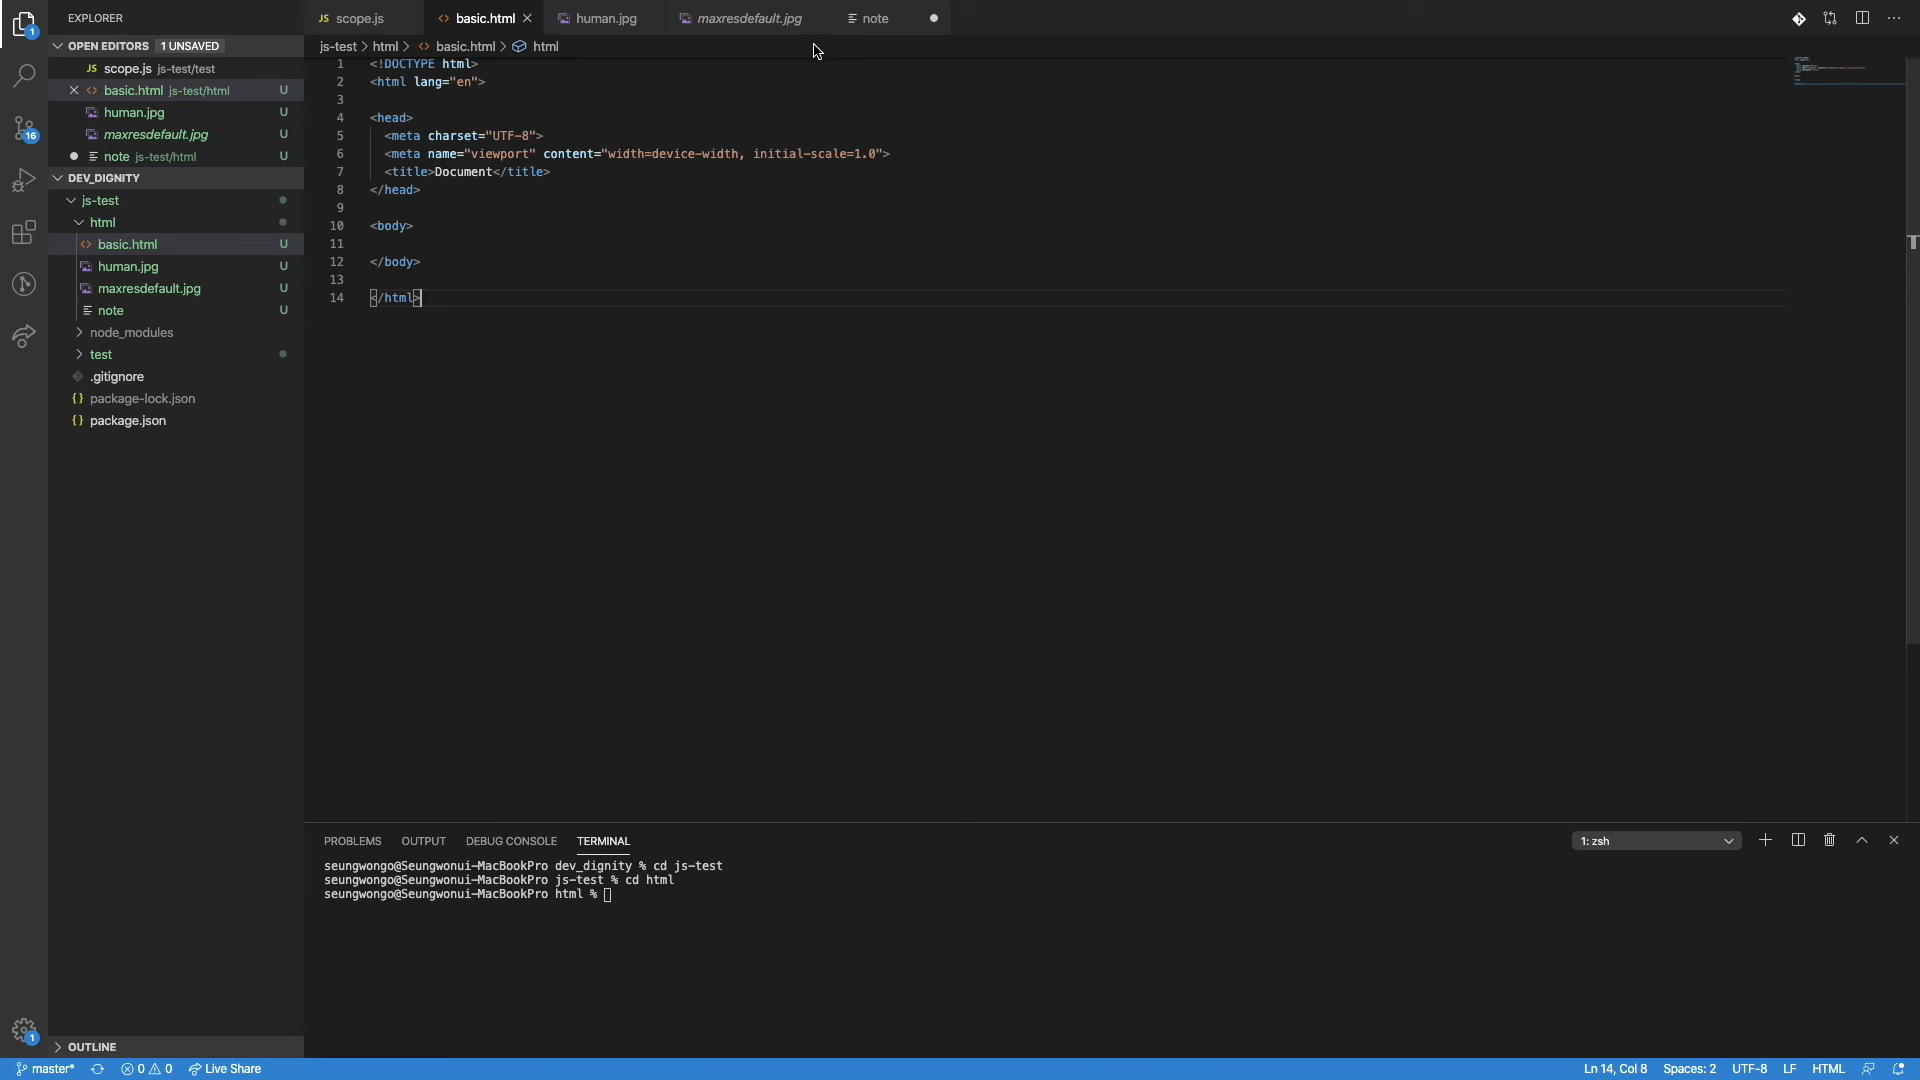 EXPLORER
OPEN EDITORS 1 UNSAVED
JS scope.js js-test/test
basic.html js-test/html U
human.jpg U
maxresdefault.jpg U
note js-test/html U
DEV_DIGNITY
js-test
html
basic.html U
human.jpg U
maxresdefault.jpg U
note U
node_modules
test
.gitignore
{} package-lock.json
{} package.json
OUTLINE
1
16
1
JS scope.js
basic.html
human.jpg
maxresdefault.jpg
note
js-test > html > <> basic.html > html
1 <!DOCTYPE html>
2 <html lang="en">
3
4 <head>
5 <meta charset="UTF-8">
6 <meta name="viewport" content="width=device-width, initial-scale=1.0">
7 <title>Document</title>
8 </head>
9
10 <body>
11
12 </body>
13
14 </html>
PROBLEMS OUTPUT DEBUG CONSOLE TERMINAL 1: zsh
seungwongo@Seungwonui-MacBookPro dev_dignity % cd js-test
seungwongo@Seungwonui-MacBookPro js-test % cd html
seungwongo@Seungwonui-MacBookPro html %
master* 0 0 Live Share Ln 14, Col 8 Spaces: 2 UTF-8 LF HTML